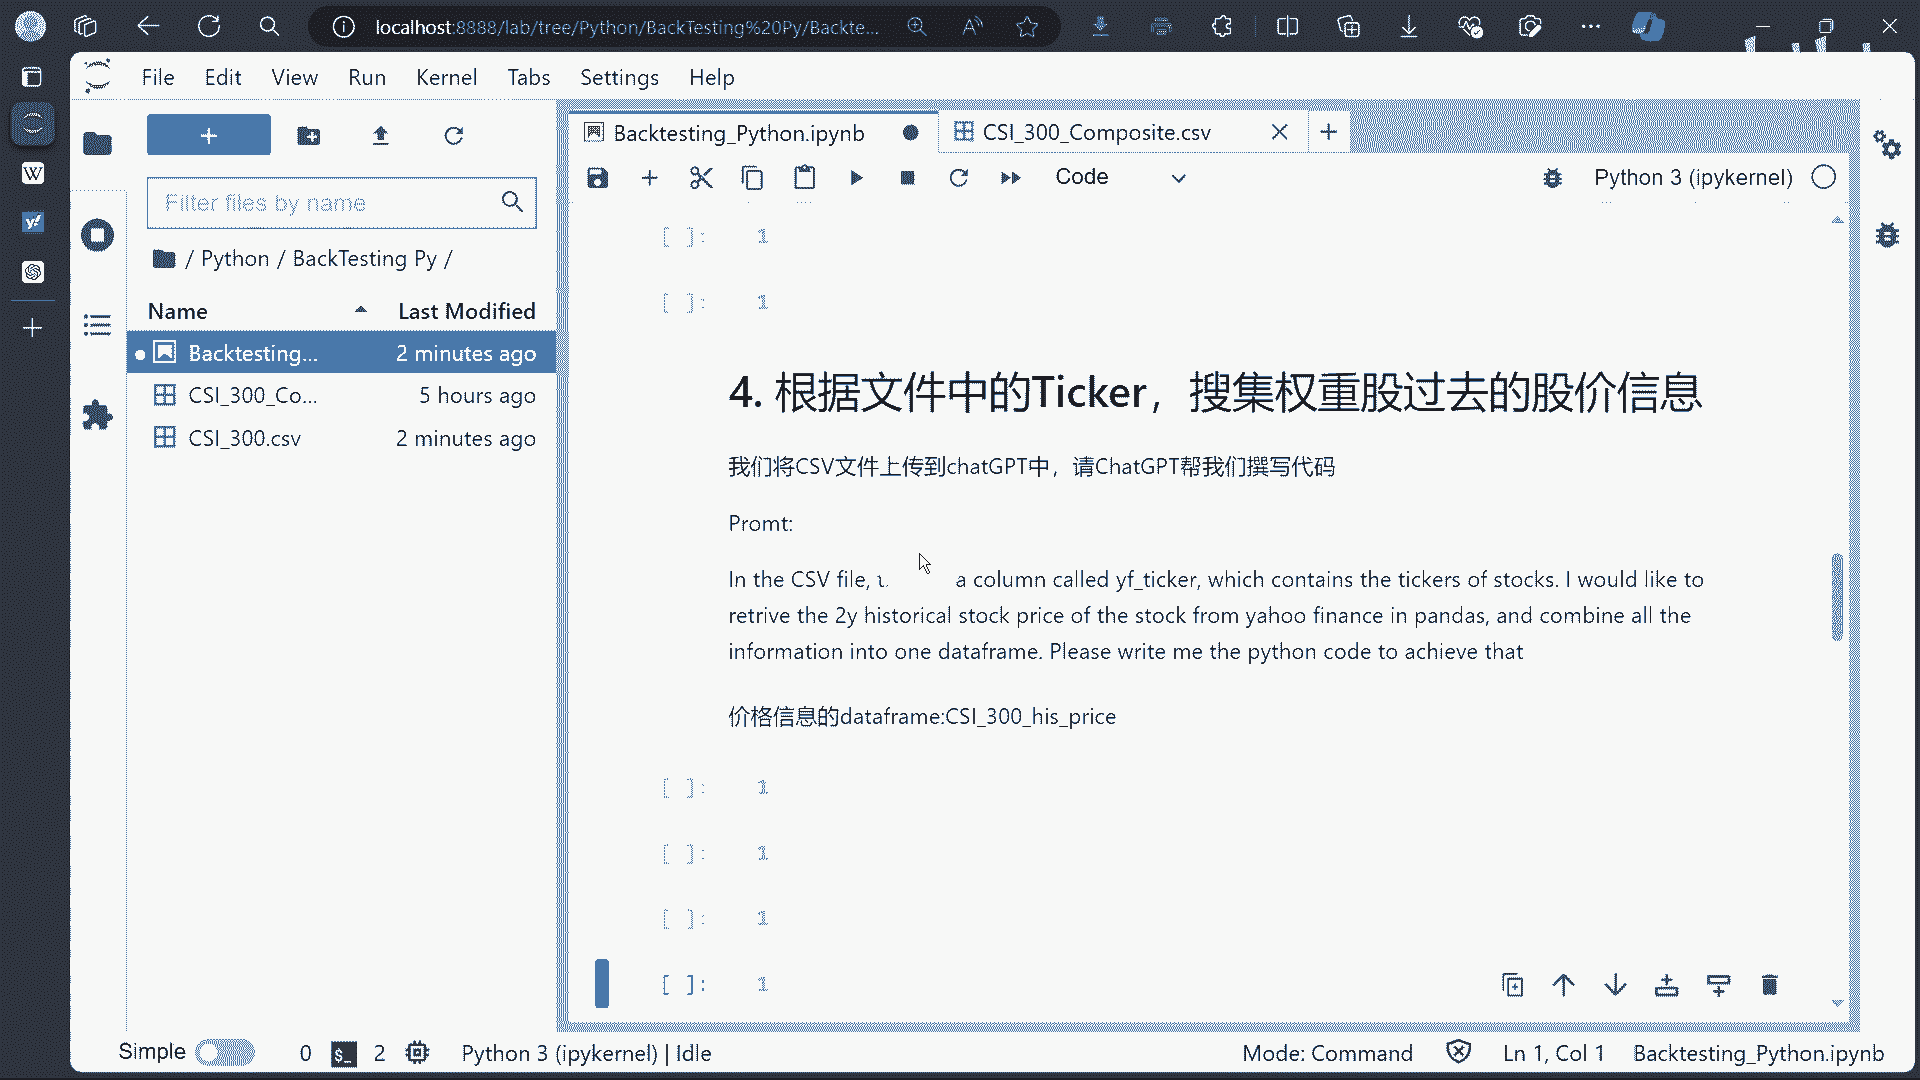 localhost:8888/lab/tree/Python/BackTesting%20Py/Backte...
File Edit View Run Kernel Tabs Settings Help
Filter files by name
/ Python / BackTesting Py /
Name Last Modified
Backtesting... 2 minutes ago
CSI_300_Co... 5 hours ago
CSI_300.csv 2 minutes ago
Backtesting_Python.ipynb CSI_300_Composite.csv
Code Python 3 (ipykernel)
[ ]: 1
[ ]: 1
4. 根据文件中的Ticker，搜集权重股过去的股价信息
我们将CSV文件上传到chatGPT中，请ChatGPT帮我们撰写代码
Promt:
In the CSV file, a column called yf_ticker, which contains the tickers of stocks. I would like to
retrive the 2y historical stock price of the stock from yahoo finance in pandas, and combine all the
information into one dataframe. Please write me the python code to achieve that
价格信息的dataframe:CSI_300_his_price
[ ]: 1
[ ]: 1
[ ]: 1
[ ]: 1
Simple 0 2 Python 3 (ipykernel) | Idle Mode: Command Ln 1, Col 1 Backtesting_Python.ipynb